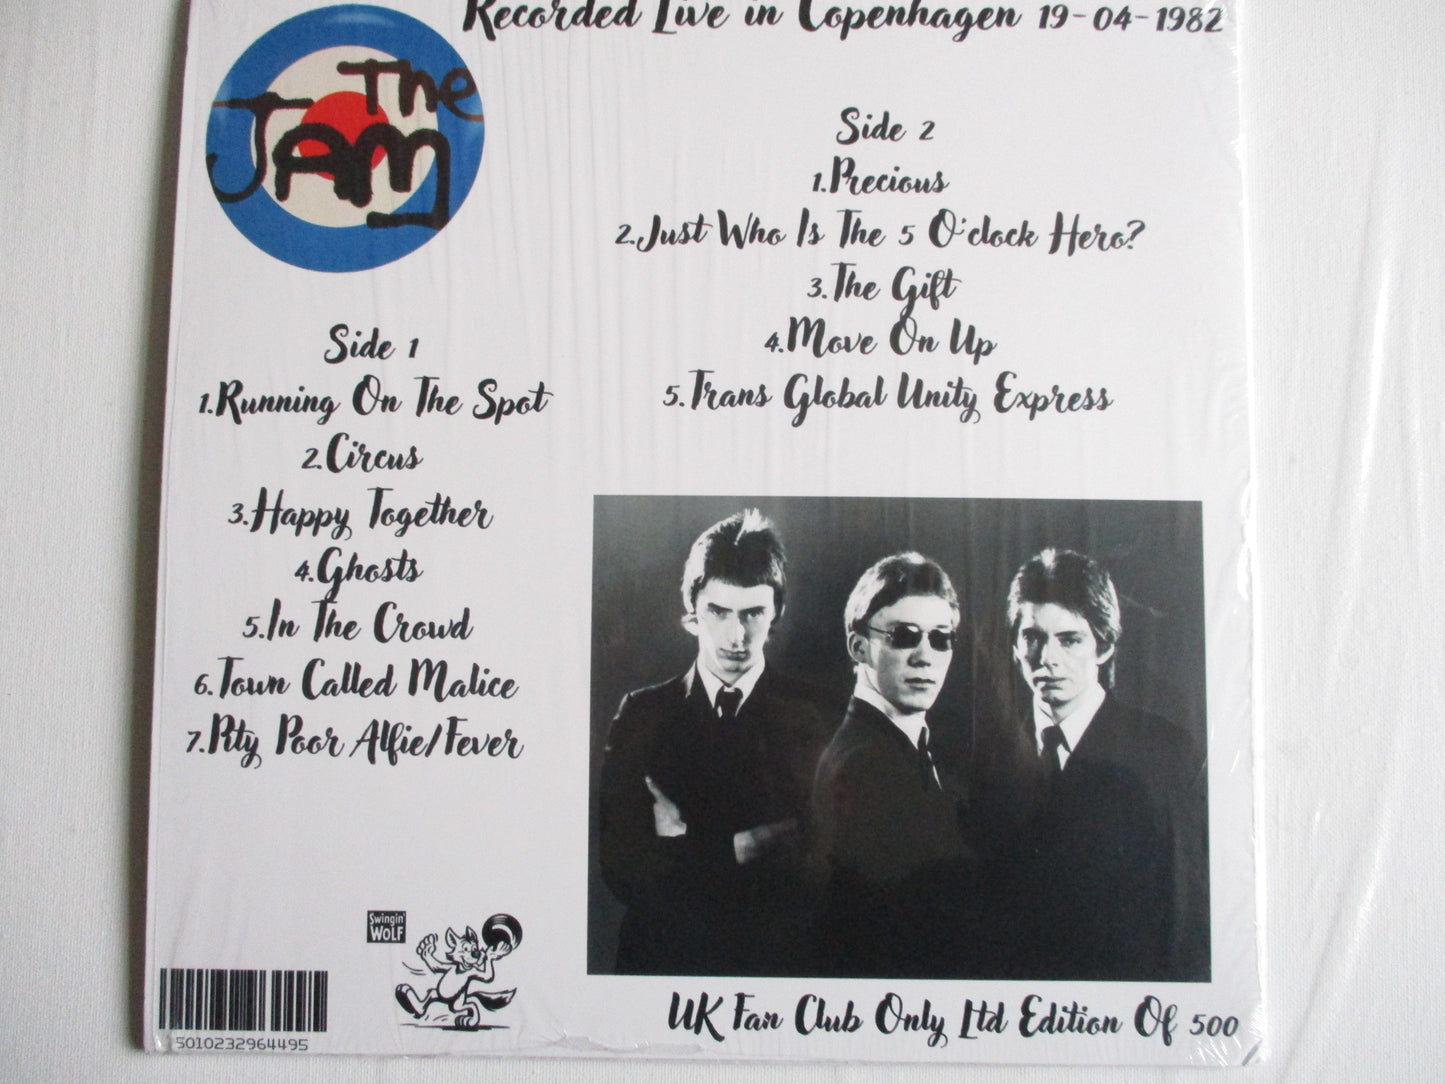 Recorded Live in Copenhagen 19-04-1982
The
Jam
Side 1
1.Running On The Spot
2.Circus
3.Happy Together
4.Ghosts
5.In The Crowd
6.Town Called Malice
7.Pity Poor Alfie/Fever
Side 2
1.Precious
2.Just Who Is The 5 O'clock Hero?
3.The Gift
4.Move On Up
5.Trans Global Unity Express
Swingin'
WOLF
5010232964495
UK Fan Club Only Ltd Edition Of 500